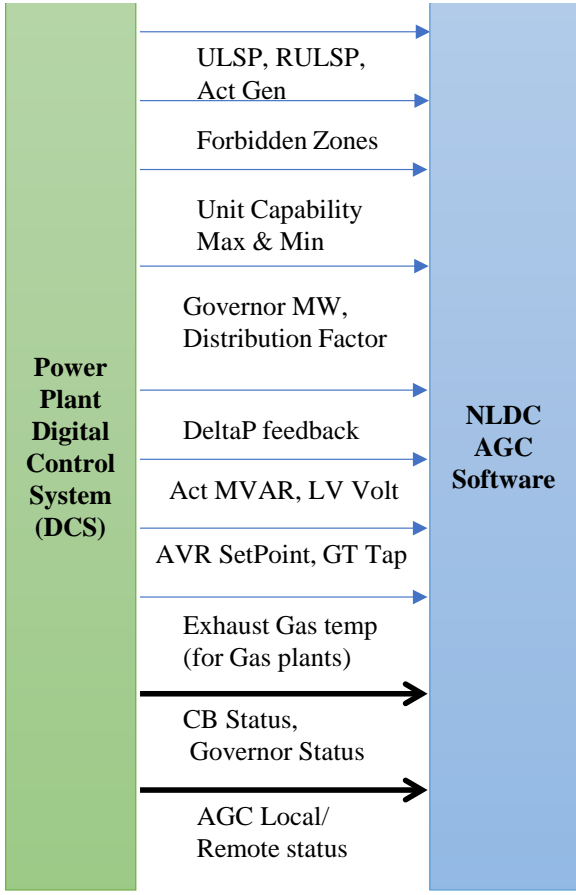 ULSP, RULSP,
Act Gen
Forbidden Zones
Unit Capability
Max & Min
Governor MW,
Distribution Factor
DeltaP feedback
Act MVAR, LV Volt
AVR SetPoint, GT Tap
Exhaust Gas temp
(for Gas plants)
CB Status,
Governor Status
AGC Local/
Remote status
Power
Plant
Digital
Control
System
(DCS)
NLDC
AGC
Software